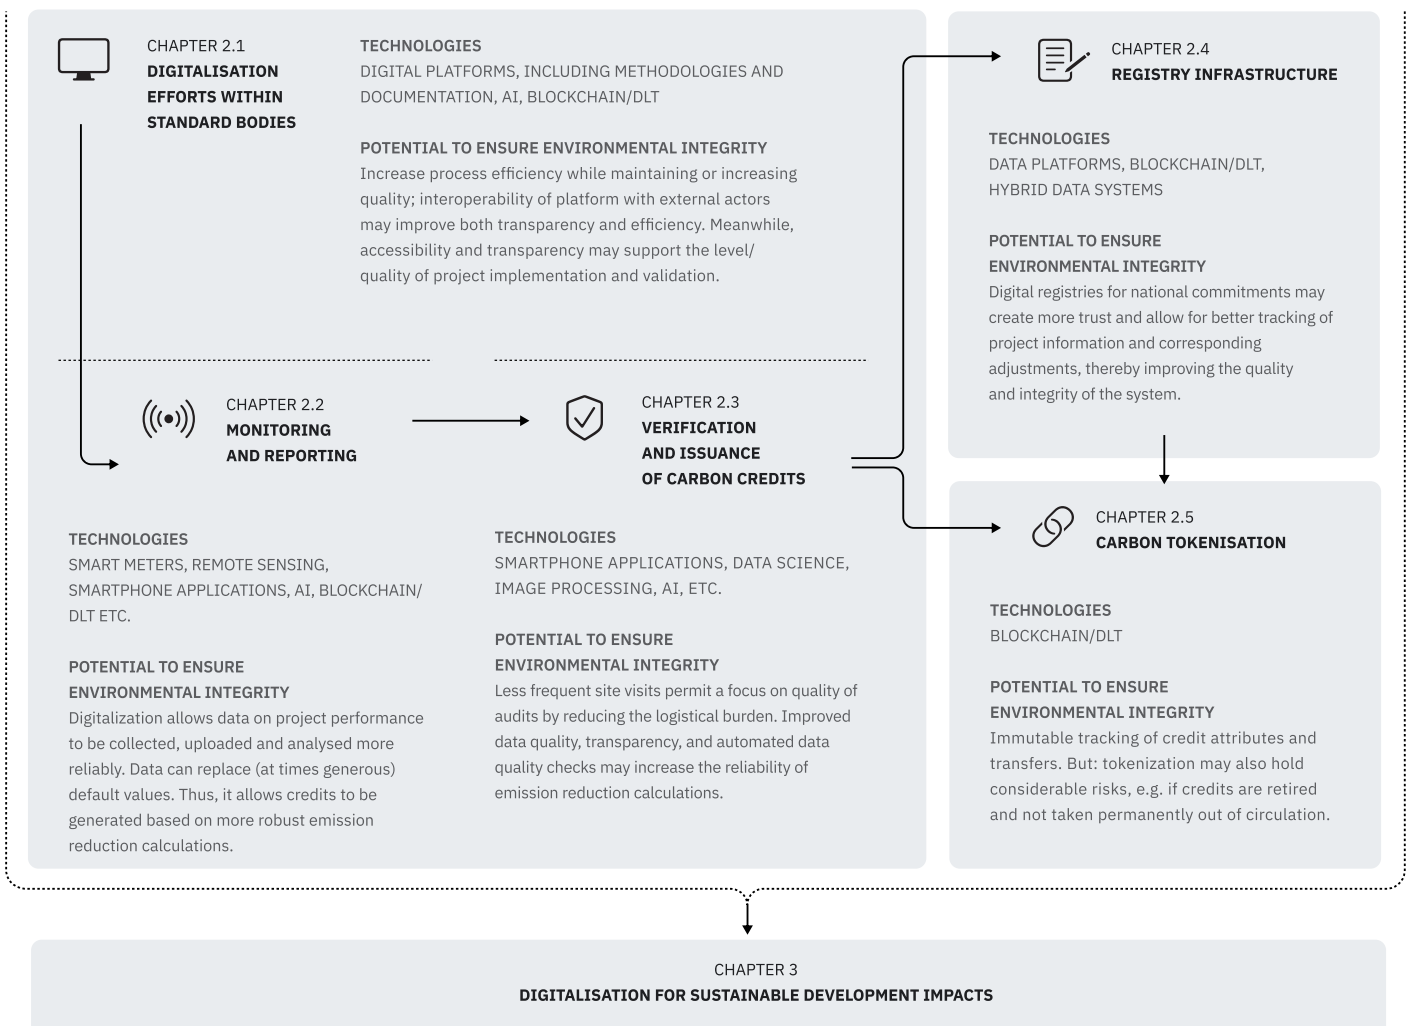 CHAPTER 2.1
DIGITALISATION
EFFORTS WITHIN
STANDARD BODIES
TECHNOLOGIES
DIGITAL PLATFORMS, INCLUDING METHODOLOGIES AND
DOCUMENTATION, AI, BLOCKCHAIN/DLT
POTENTIAL TO ENSURE ENVIRONMENTAL INTEGRITY
Increase process efficiency while maintaining or increasing
quality; interoperability of platform with external actors
may improve both transparency and efficiency. Meanwhile,
accessibility and transparency may support the level/
quality of project implementation and validation.
CHAPTER 2.2
MONITORING
AND REPORTING
TECHNOLOGIES
SMART METERS, REMOTE SENSING,
SMARTPHONE APPLICATIONS, AI, BLOCKCHAIN/
DLT ETC.
POTENTIAL TO ENSURE
ENVIRONMENTAL INTEGRITY
Digitalization allows data on project performance
to be collected, uploaded and analysed more
reliably. Data can replace (at times generous)
default values. Thus, it allows credits to be
generated based on more robust emission
reduction calculations.
CHAPTER 2.3
VERIFICATION
AND ISSUANCE
OF CARBON CREDITS
TECHNOLOGIES
SMARTPHONE APPLICATIONS, DATA SCIENCE,
IMAGE PROCESSING, AI, ETC.
POTENTIAL TO ENSURE
ENVIRONMENTAL INTEGRITY
Less frequent site visits permit a focus on quality of
audits by reducing the logistical burden. Improved
data quality, transparency, and automated data
quality checks may increase the reliability of
emission reduction calculations.
CHAPTER 2.4
REGISTRY INFRASTRUCTURE
TECHNOLOGIES
DATA PLATFORMS, BLOCKCHAIN/DLT,
HYBRID DATA SYSTEMS
POTENTIAL TO ENSURE
ENVIRONMENTAL INTEGRITY
Digital registries for national commitments may
create more trust and allow for better tracking of
project information and corresponding
adjustments, thereby improving the quality
and integrity of the system.
CHAPTER 2.5
CARBON TOKENISATION
TECHNOLOGIES
BLOCKCHAIN/DLT
POTENTIAL TO ENSURE
ENVIRONMENTAL INTEGRITY
Immutable tracking of credit attributes and
transfers. But: tokenization may also hold
considerable risks, e.g. if credits are retired
and not taken permanently out of circulation.
CHAPTER 3
DIGITALISATION FOR SUSTAINABLE DEVELOPMENT IMPACTS